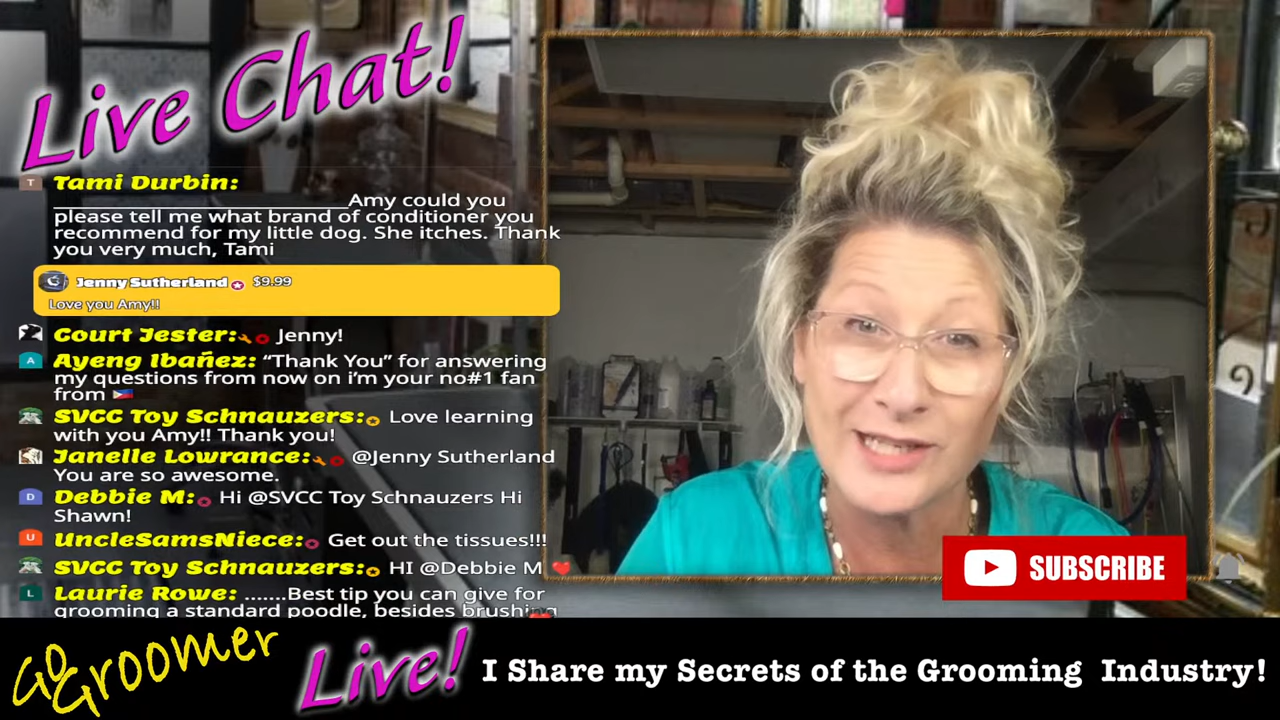 Live Chat!
T Tami Durbin:
Amy could you
please tell me what brand of conditioner you
recommend for my little dog. She itches. Thank
you very much, Tami
Jenny Sutherland $9.99
Love you Amy!!
Court Jester: Jenny!
A Ayeng Ibañez: “Thank You” for answering
my questions from now on i’m your no#1 fan
from
SVCC Toy Schnauzers: Love learning
with you Amy!! Thank you!
Janelle Lowrance: @Jenny Sutherland
You are so awesome.
D Debbie M: Hi @SVCC Toy Schnauzers Hi
Shawn!
U UncleSamsNiece: Get out the tissues!!!
SVCC Toy Schnauzers: HI @Debbie M
L Laurie Rowe: .......Best tip you can give for
grooming a standard poodle, besides brushing
SUBSCRIBE
Go Groomer Live! I Share my Secrets of the Grooming Industry!